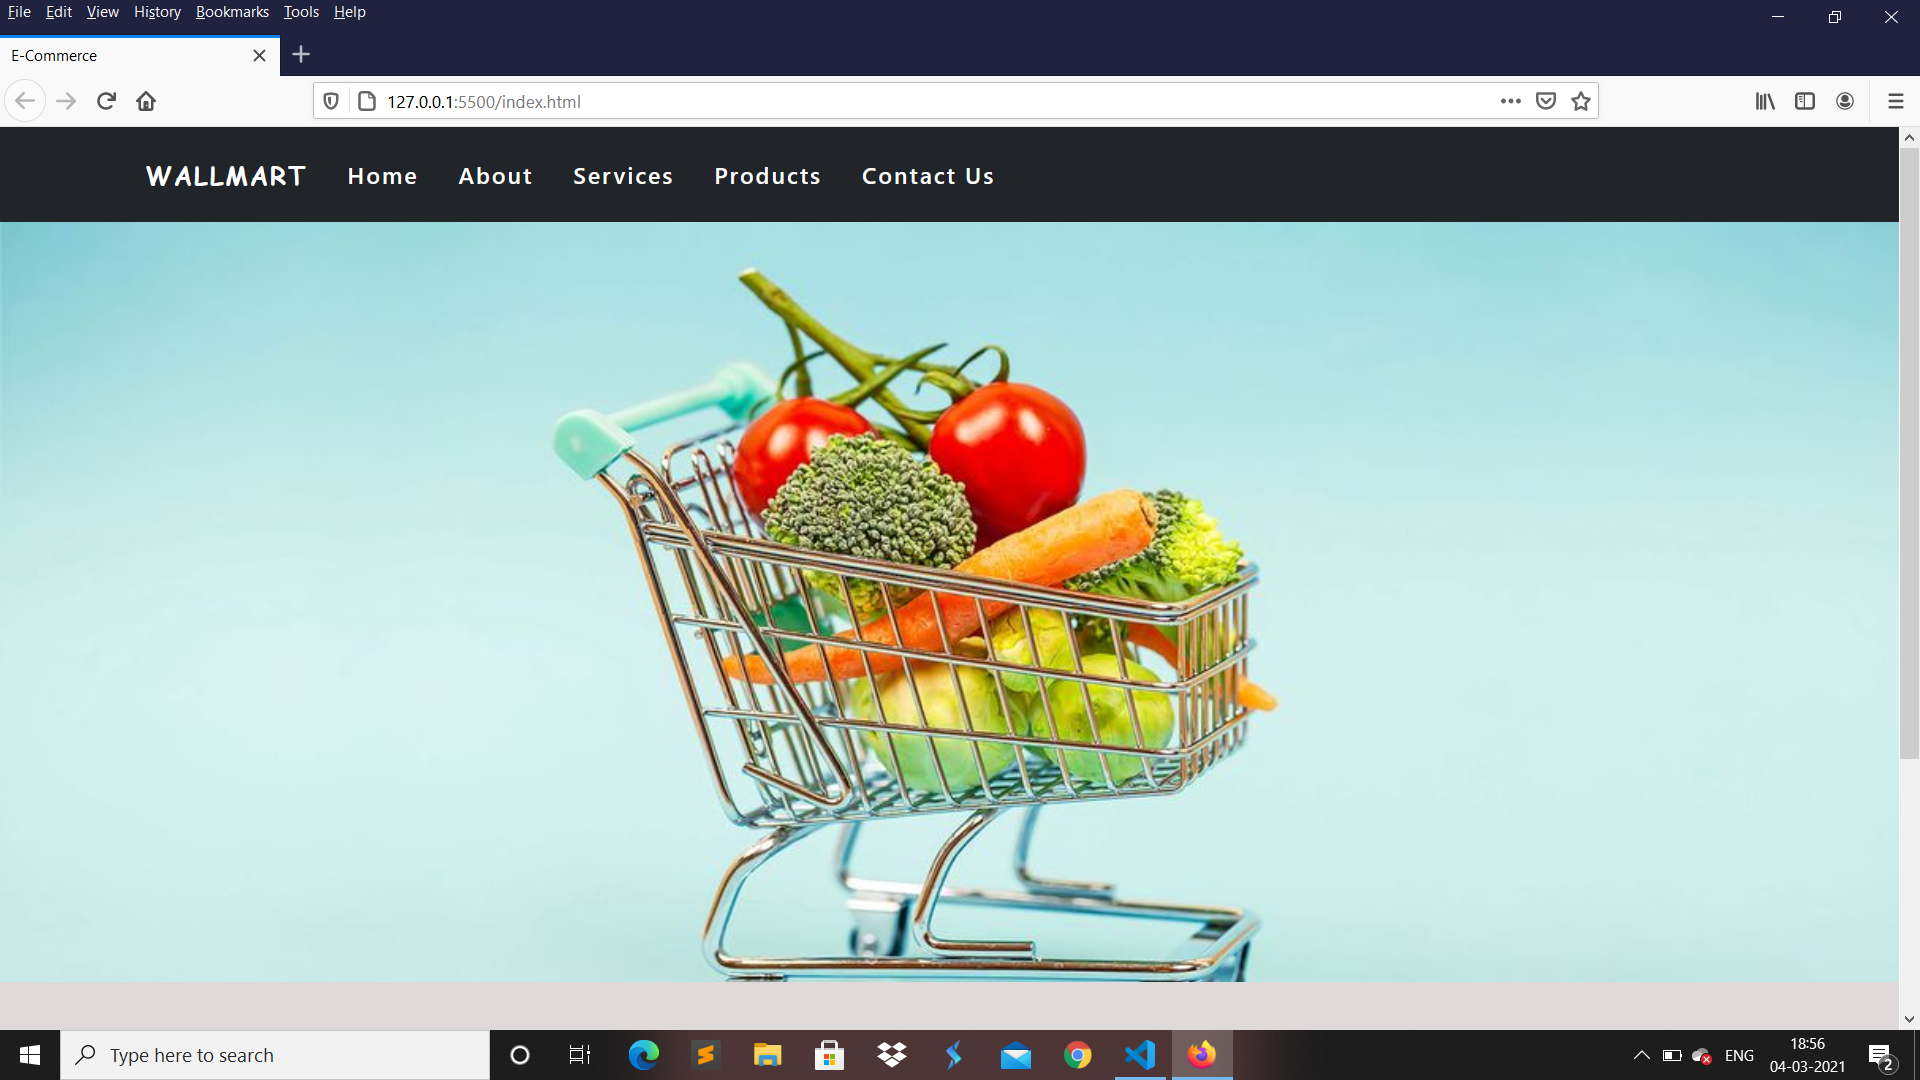 File Edit View History Bookmarks Tools Help
E-Commerce
127.0.0.1:5500/index.html
WALLMART Home About Services Products Contact Us
Type here to search
ENG
18:56
04-03-2021
2